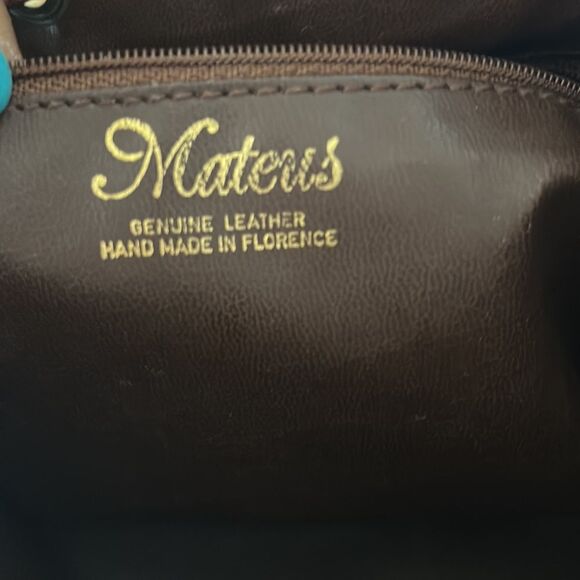 Mateus
GENUINE LEATHER
HAND MADE IN FLORENCE